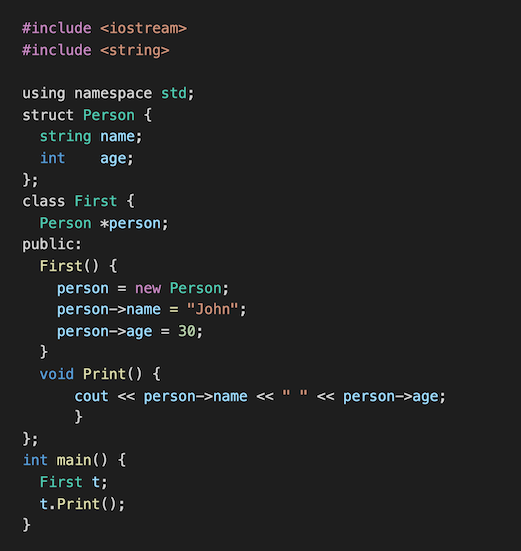 #include <iostream>
#include <string>

using namespace std;
struct Person {
  string name;
  int    age;
};
class First {
  Person *person;
public:
  First() {
    person = new Person;
    person->name = "John";
    person->age = 30;
  }
  void Print() {
      cout << person->name << " " << person->age;
      }
};
int main() {
  First t;
  t.Print();
}